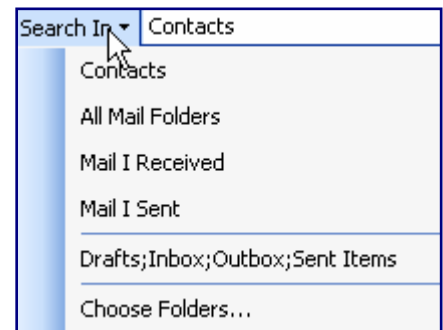 Search In Contacts
Contacts
All Mail Folders
Mail I Received
Mail I Sent
Drafts;Inbox;Outbox;Sent Items
Choose Folders...